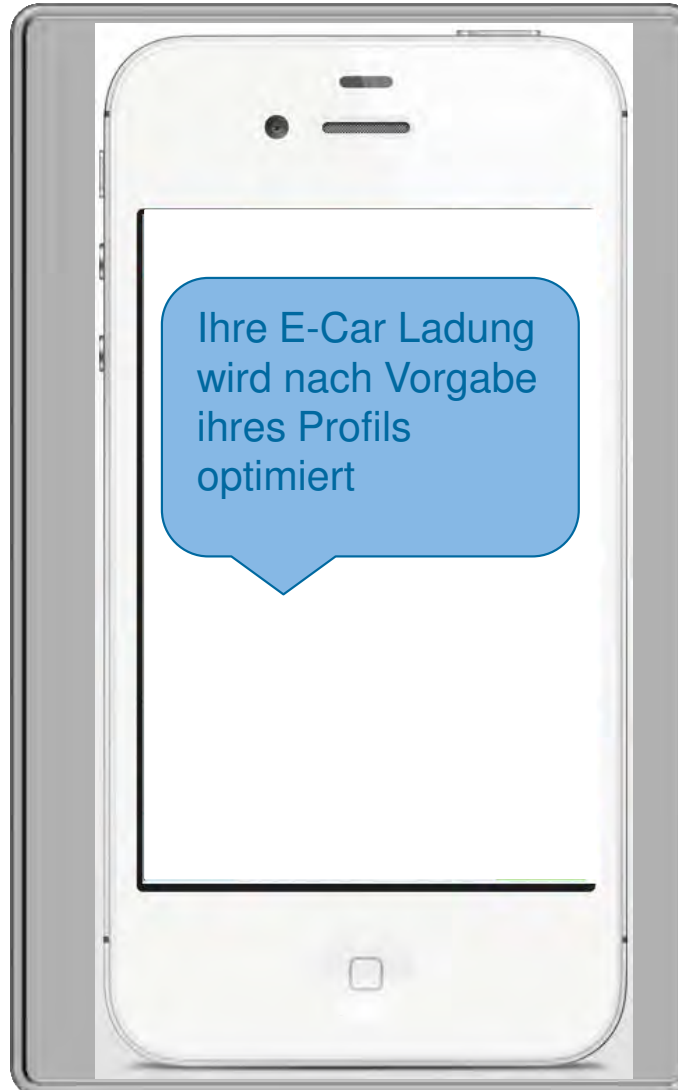 Ihre E-Car Ladung
wird nach Vorgabe
ihres Profils
optimiert